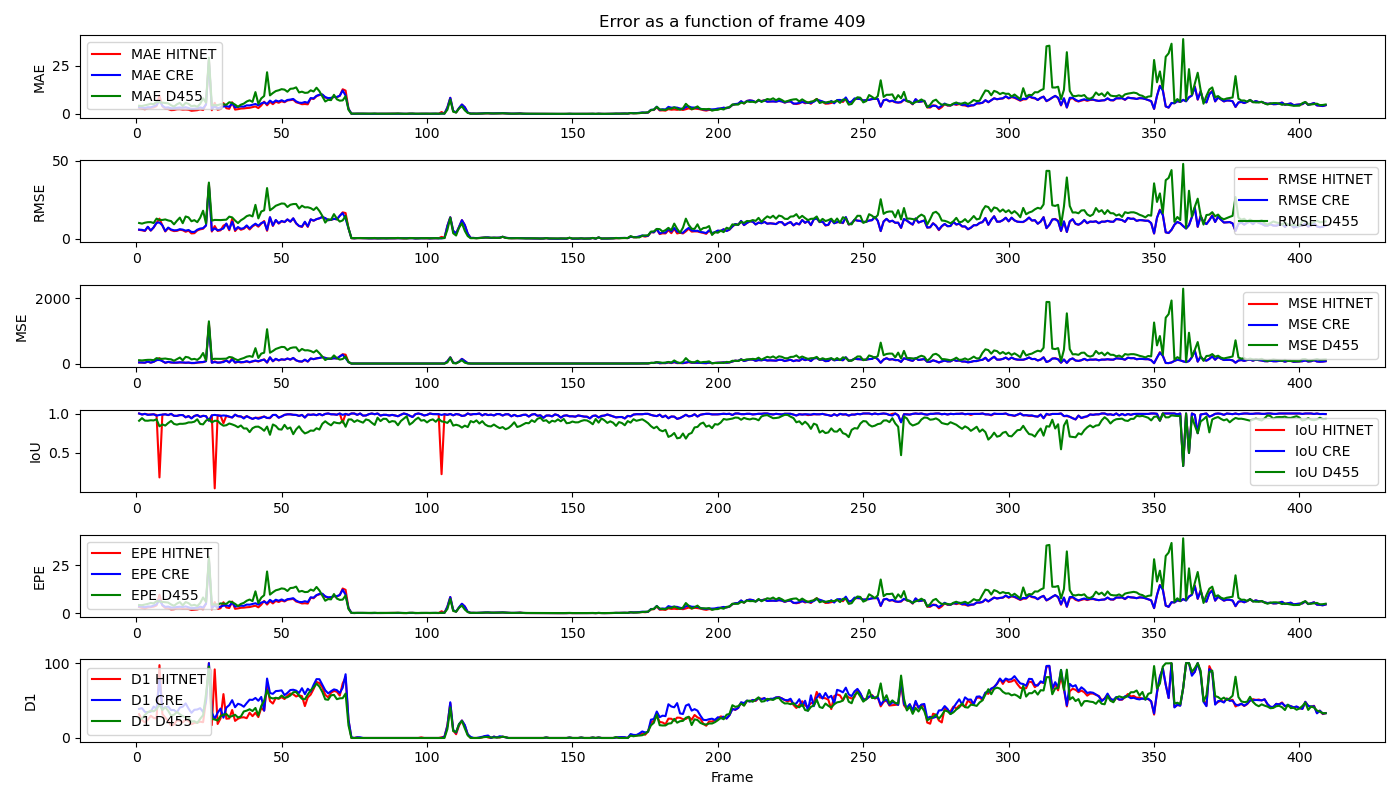 Error as a function of frame 409
MAE
25
0
MAE HITNET
MAE CRE
MAE D455
0 50 100 150 200 250 300 350 400
RMSE
50
0
RMSE HITNET
RMSE CRE
RMSE D455
0 50 100 150 200 250 300 350 400
MSE
2000
0
MSE HITNET
MSE CRE
MSE D455
0 50 100 150 200 250 300 350 400
IoU
1.0
0.5
IoU HITNET
IoU CRE
IoU D455
0 50 100 150 200 250 300 350 400
EPE
25
0
EPE HITNET
EPE CRE
EPE D455
0 50 100 150 200 250 300 350 400
D1
100
0
D1 HITNET
D1 CRE
D1 D455
0 50 100 150 200 250 300 350 400
Frame